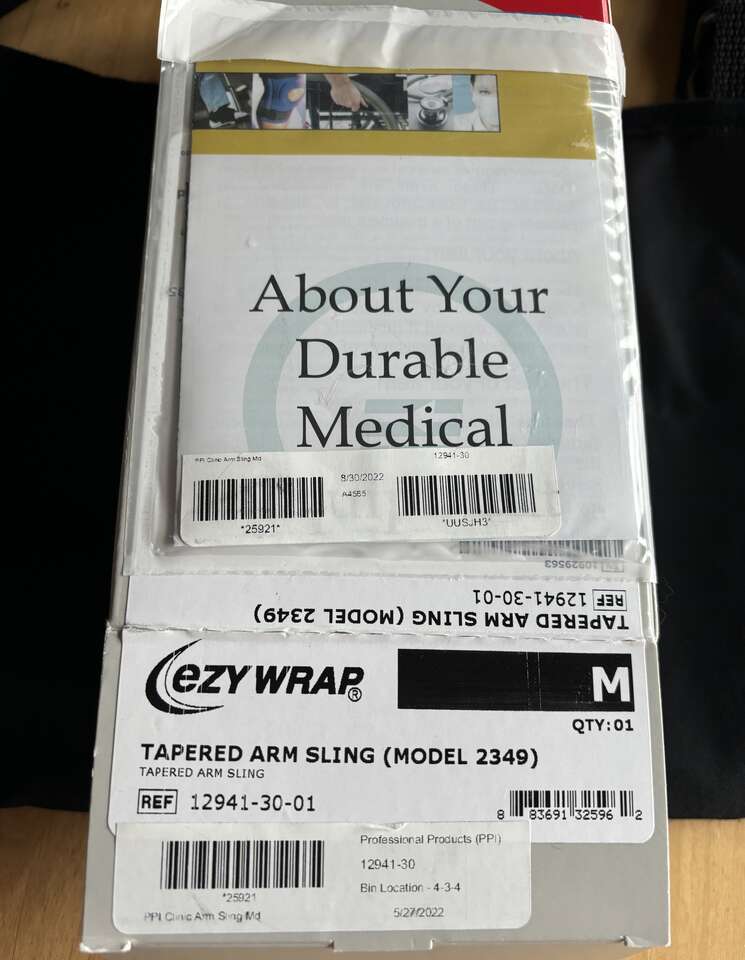 About Your
Durable
Medical
PPI Clinic Arm Sling Md
12941-30
8/30/2022
A4565
*25921*
*UUSJH3*
10929563
REF 12941-30-01
TAPERED ARM SLING (MODEL 2349)
eZY WRAP®
M
QTY:01
TAPERED ARM SLING (MODEL 2349)
TAPERED ARM SLING
REF 12941-30-01
8 83691 32596 2
Professional Products (PPI)
12941-30
*25921
Bin Location - 4-3-4
PPI Clinic Arm Sling Md
5/27/2022